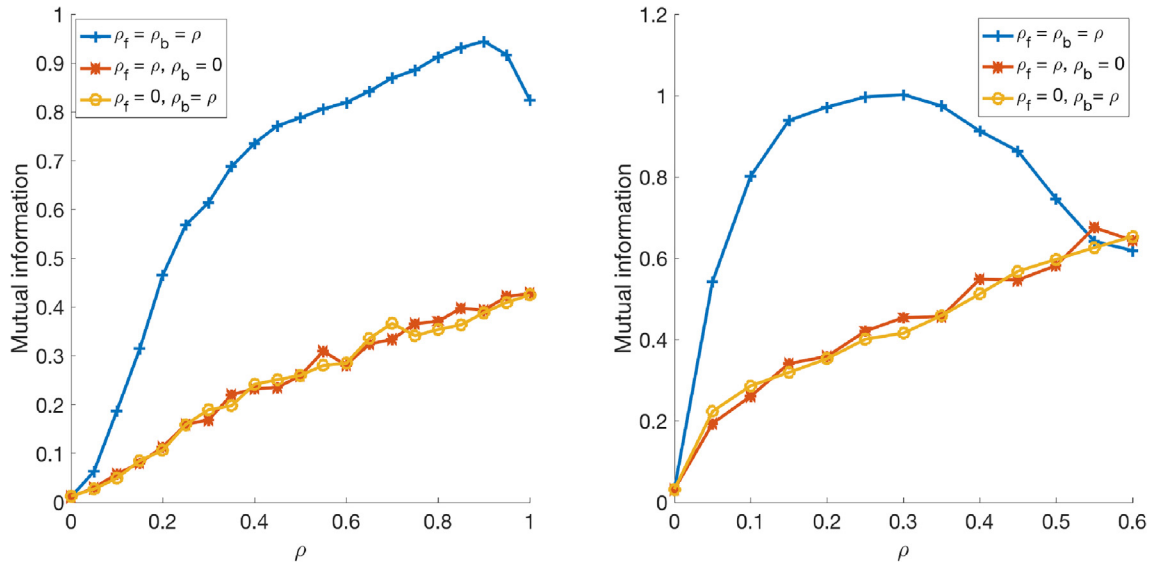 1
0.9
0.8
0.7
0.6
0.5
0.4
0.3
0.2
0.1
0
Mutual information
ρf = ρb = ρ
ρf = ρ, ρb = 0
ρf = 0, ρb = ρ
0 0.2 0.4 0.6 0.8 1
ρ
1.2
1
0.8
0.6
0.4
0.2
0
Mutual information
ρf = ρb = ρ
ρf = ρ, ρb = 0
ρf = 0, ρb = ρ
0 0.1 0.2 0.3 0.4 0.5 0.6
ρ